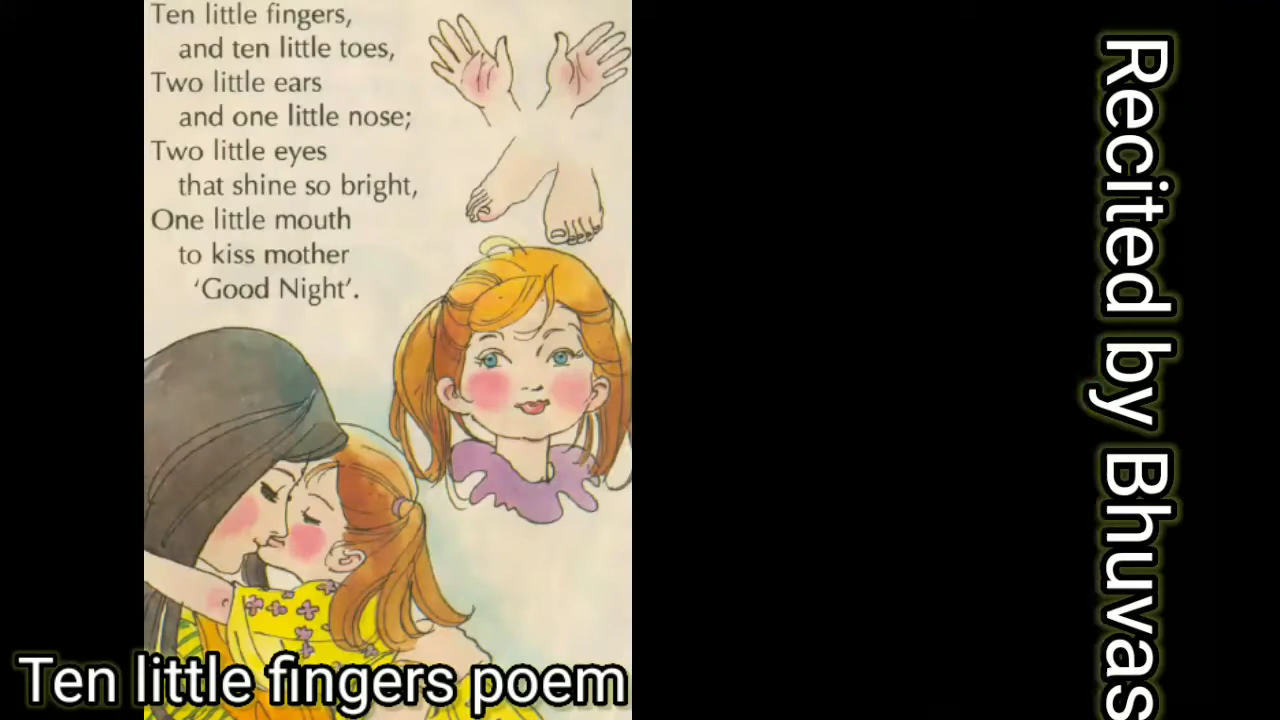 Ten little fingers,
and ten little toes,
Two little ears
and one little nose;
Two little eyes
that shine so bright,
One little mouth
to kiss mother
‘Good Night’.
Ten little fingers poem
Recited by Bhuvas